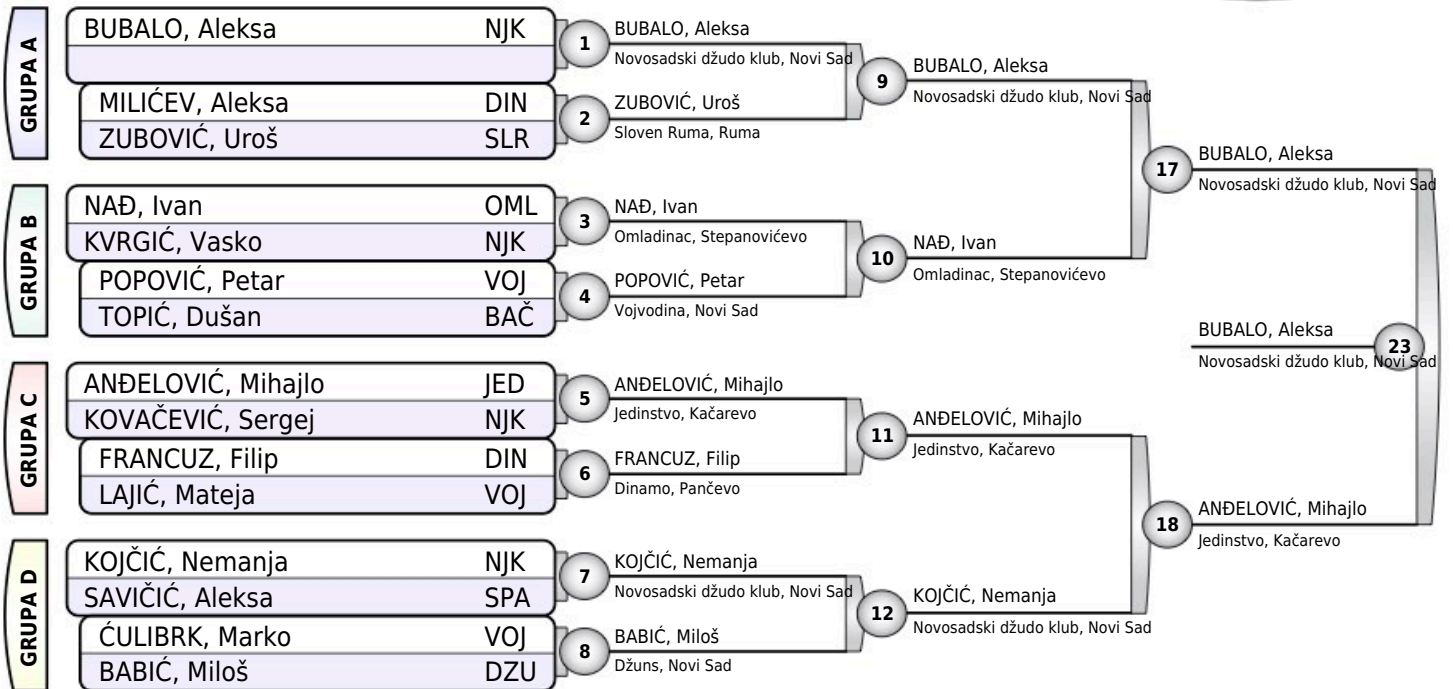 GRUPA A
BUBALO, Aleksa NJK
MILIĆEV, Aleksa DIN
ZUBOVIĆ, Uroš SLR
GRUPA B
NAĐ, Ivan OML
KVRGIĆ, Vasko NJK
POPOVIĆ, Petar VOJ
TOPIĆ, Dušan BAČ
GRUPA C
ANĐELOVIĆ, Mihajlo JED
KOVAČEVIĆ, Sergej NJK
FRANCUZ, Filip DIN
LAJIĆ, Mateja VOJ
GRUPA D
KOJČIĆ, Nemanja NJK
SAVIČIĆ, Aleksa SPA
ĆULIBRK, Marko VOJ
BABIĆ, Miloš DZU
1
BUBALO, Aleksa
Novosadski džudo klub, Novi Sad
2
ZUBOVIĆ, Uroš
Sloven Ruma, Ruma
3
NAĐ, Ivan
Omladinac, Stepanovićevo
4
POPOVIĆ, Petar
Vojvodina, Novi Sad
5
ANĐELOVIĆ, Mihajlo
Jedinstvo, Kačarevo
6
FRANCUZ, Filip
Dinamo, Pančevo
7
KOJČIĆ, Nemanja
Novosadski džudo klub, Novi Sad
8
BABIĆ, Miloš
Džuns, Novi Sad
9
BUBALO, Aleksa
Novosadski džudo klub, Novi Sad
10
NAĐ, Ivan
Omladinac, Stepanovićevo
11
ANĐELOVIĆ, Mihajlo
Jedinstvo, Kačarevo
12
KOJČIĆ, Nemanja
Novosadski džudo klub, Novi Sad
17
BUBALO, Aleksa
Novosadski džudo klub, Novi Sad
18
ANĐELOVIĆ, Mihajlo
Jedinstvo, Kačarevo
BUBALO, Aleksa
23
Novosadski džudo klub, Novi Sad